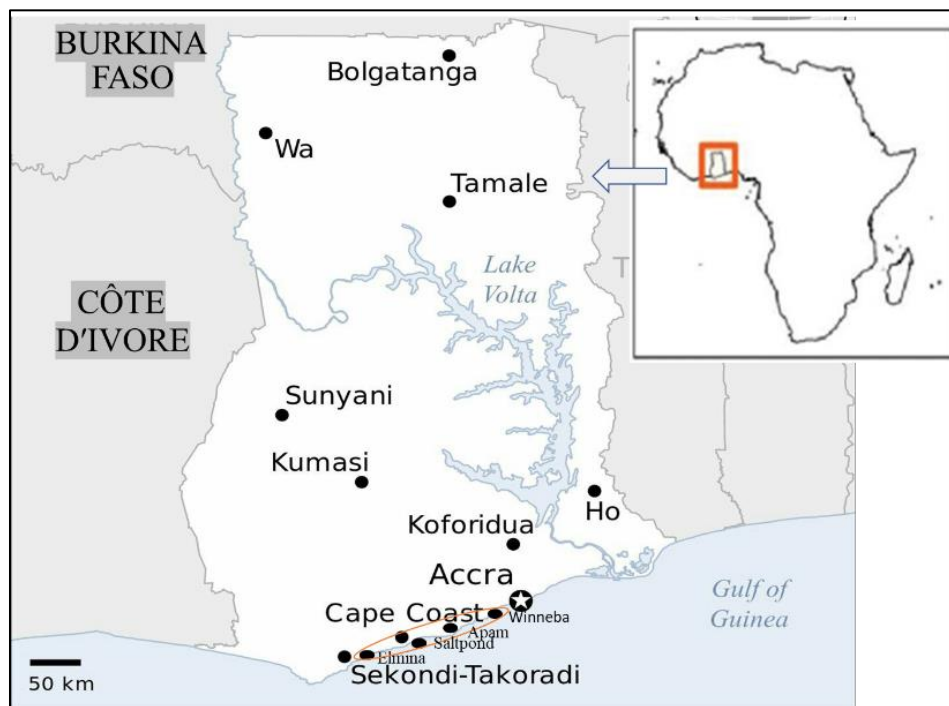 BURKINA
FASO
Bolgatanga
Wa
Tamale
Lake
Volta
T
CÔTE
D'IVORE
Sunyani
Kumasi
Ho
Koforidua
Accra
Gulf of
Guinea
Cape Coast
Winneba
Apam
Saltpond
Elmina
Sekondi-Takoradi
50 km